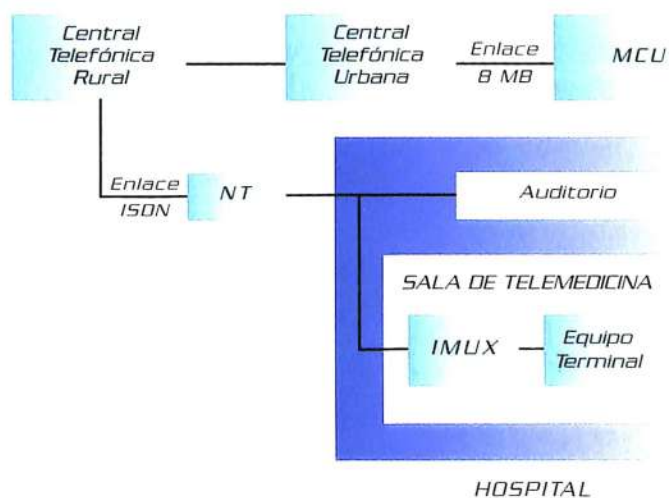 Central
Telefónica
Rural
Central
Telefónica
Urbana
Enlace
8 MB
MCU
Enlace
ISDN
NT
Auditorio
SALA DE TELEMEDICINA
IMUX
Equipo
Terminal
HOSPITAL